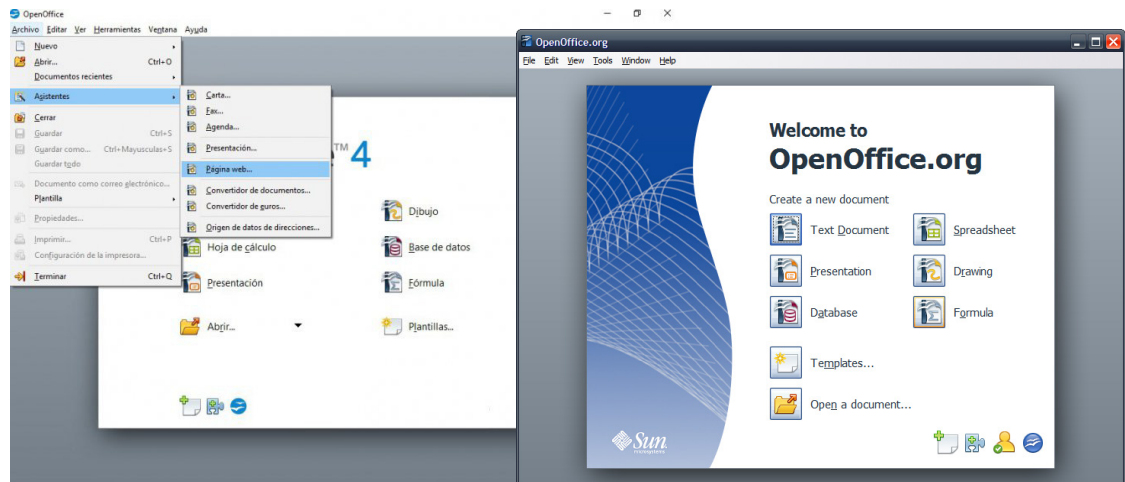 OpenOffice
Archivo Editar Ver Herramientas Ventana Ayuda
Nuevo
Abrir... Ctrl+O
Documentos recientes
Asistentes
Cerrar
Guardar Ctrl+S
Guardar como... Ctrl+Mayusculas+S
Guardar todo
Documento como correo electrónico...
Plantilla
Propiedades...
Imprimir... Ctrl+P
Configuración de la impresora...
Terminar Ctrl+Q
Carta...
Fax...
Agenda...
Presentación...
Página web...
Convertidor de documentos...
Convertidor de euros...
Origen de datos de direcciones...
TM 4
Dibujo
Hoja de cálculo
Base de datos
Presentación
Fórmula
Abrir...
Plantillas...
OpenOffice.org
File Edit View Tools Window Help
Welcome to
OpenOffice.org
Create a new document
Text Document
Spreadsheet
Presentation
Drawing
Database
Formula
Templates...
Open a document...
Sun
microsystems